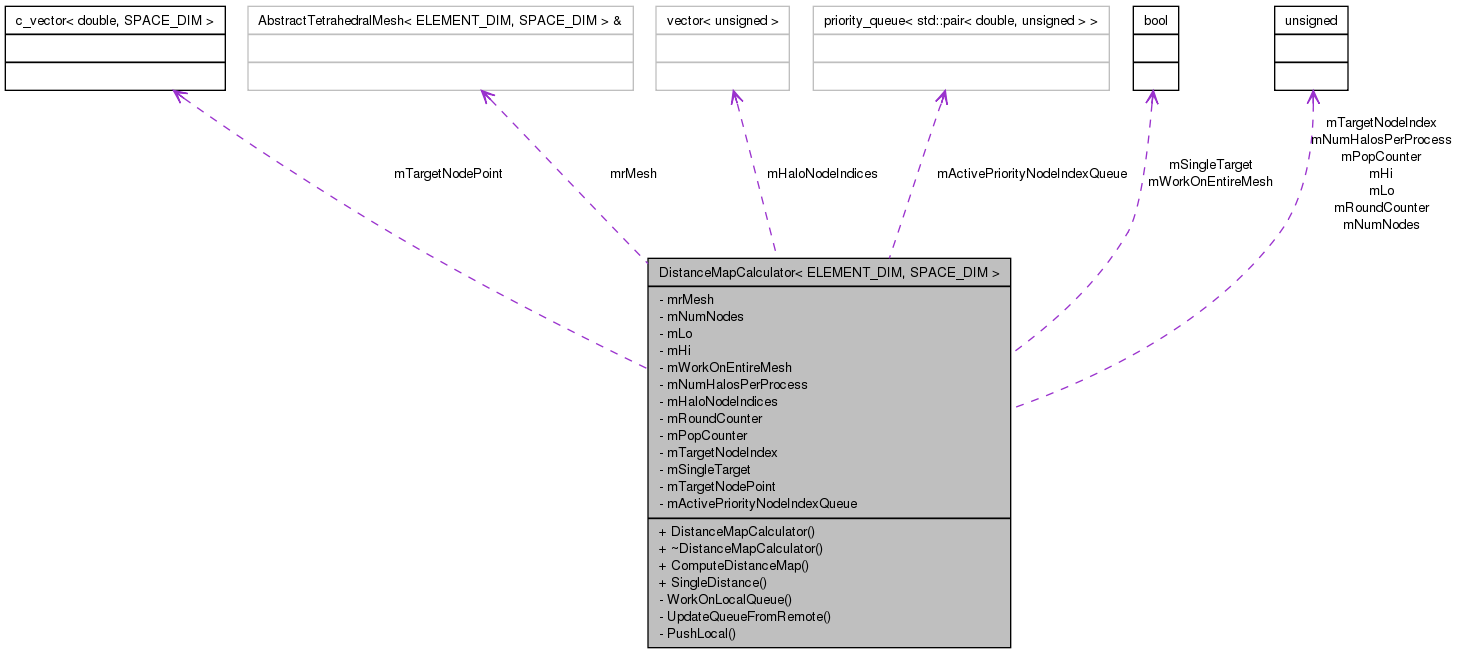 c_vector< double, SPACE_DIM >
AbstractTetrahedralMesh< ELEMENT_DIM, SPACE_DIM > &
vector< unsigned >
priority_queue< std::pair< double, unsigned > >
bool
unsigned
mTargetNodePoint
mrMesh
mHaloNodeIndices
mActivePriorityNodeIndexQueue
mSingleTarget
mWorkOnEntireMesh
mTargetNodeIndex
mNumHalosPerProcess
mPopCounter
mHi
mLo
mRoundCounter
mNumNodes
DistanceMapCalculator< ELEMENT_DIM, SPACE_DIM >
- mrMesh
- mNumNodes
- mLo
- mHi
- mWorkOnEntireMesh
- mNumHalosPerProcess
- mHaloNodeIndices
- mRoundCounter
- mPopCounter
- mTargetNodeIndex
- mSingleTarget
- mTargetNodePoint
- mActivePriorityNodeIndexQueue
+ DistanceMapCalculator()
+ ~DistanceMapCalculator()
+ ComputeDistanceMap()
+ SingleDistance()
- WorkOnLocalQueue()
- UpdateQueueFromRemote()
- PushLocal()